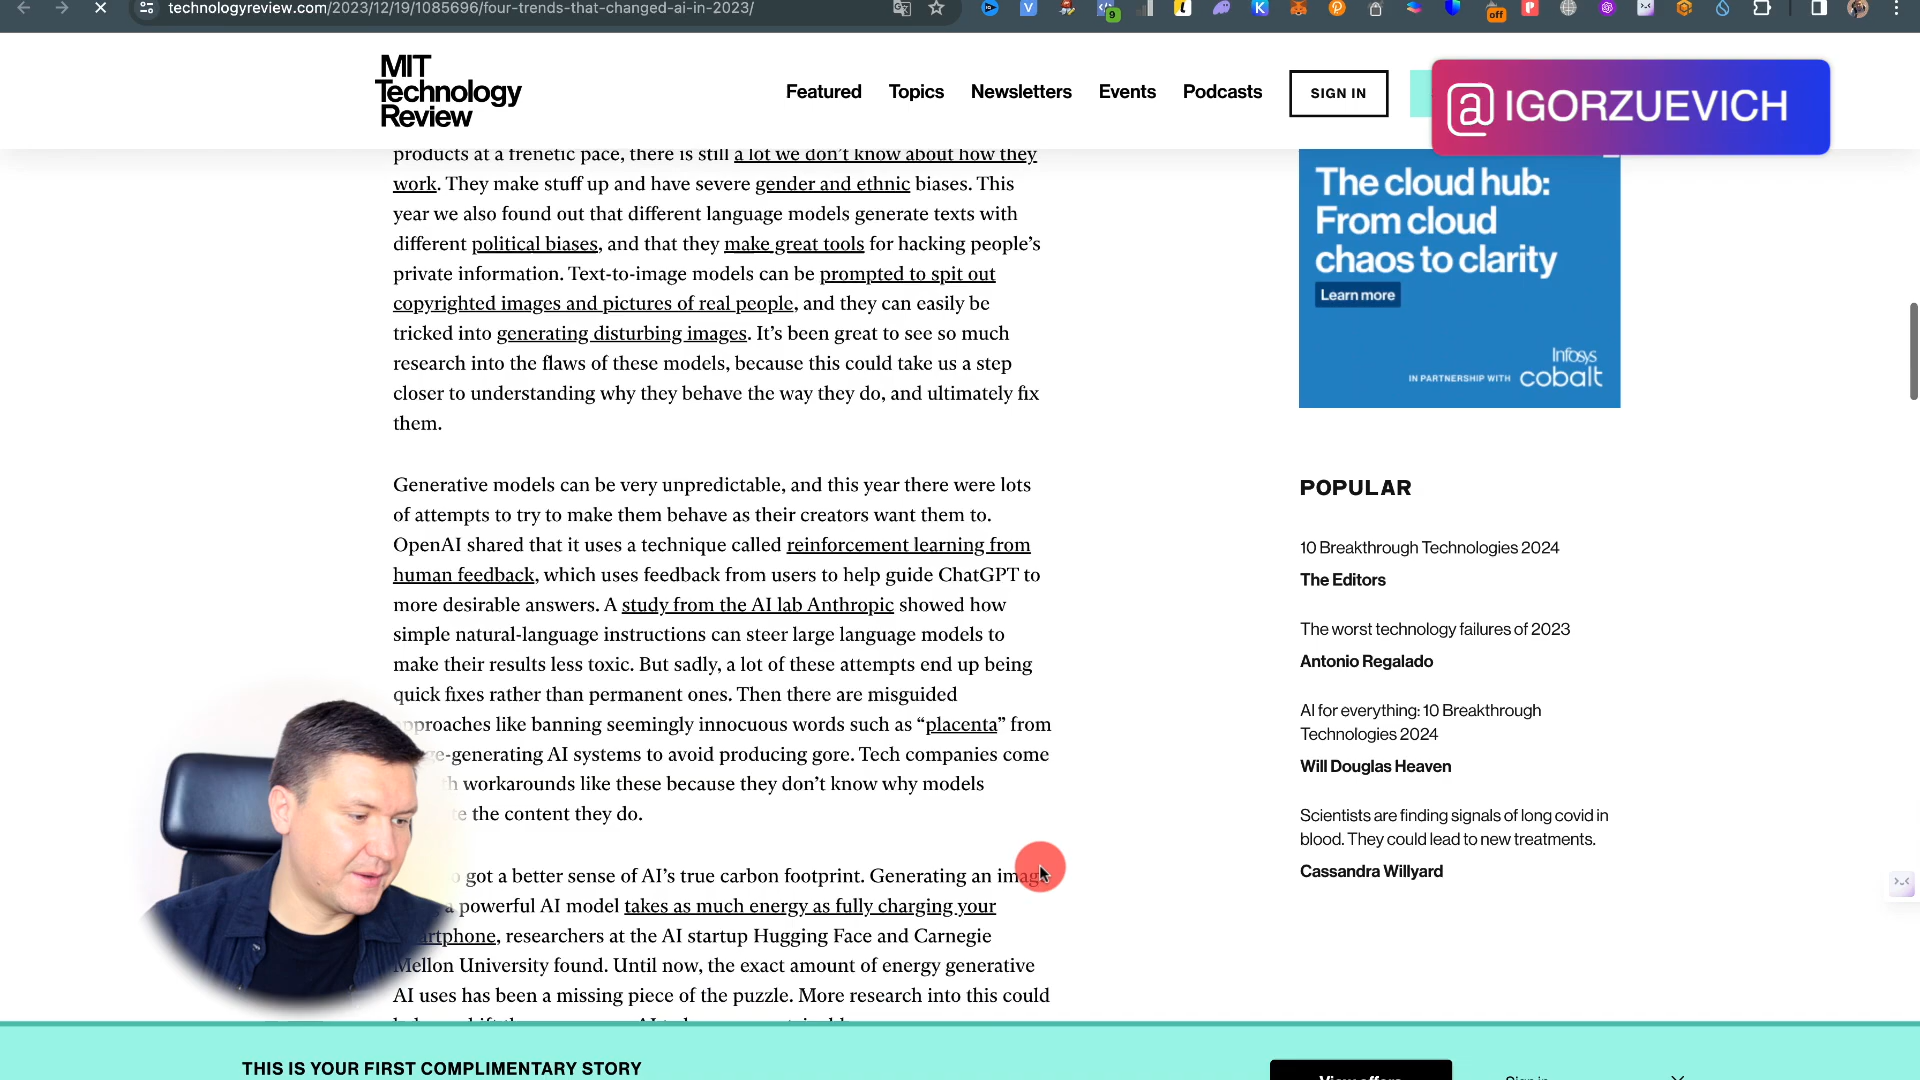 technologyreview.com/2023/12/19/1085696/four-trends-that-changed-ai-in-2023/
9
off
MIT
Technology
Review
Featured
Topics
Newsletters
Events
Podcasts
SIGN IN
@IGORZUEVICH
products at a frenetic pace, there is still a lot we don’t know about how they
work. They make stuff up and have severe gender and ethnic biases. This
year we also found out that different language models generate texts with
different political biases, and that they make great tools for hacking people’s
private information. Text-to-image models can be prompted to spit out
copyrighted images and pictures of real people, and they can easily be
tricked into generating disturbing images. It’s been great to see so much
research into the flaws of these models, because this could take us a step
closer to understanding why they behave the way they do, and ultimately fix
them.
Generative models can be very unpredictable, and this year there were lots
of attempts to try to make them behave as their creators want them to.
OpenAI shared that it uses a technique called reinforcement learning from
human feedback, which uses feedback from users to help guide ChatGPT to
more desirable answers. A study from the AI lab Anthropic showed how
simple natural-language instructions can steer large language models to
make their results less toxic. But sadly, a lot of these attempts end up being
quick fixes rather than permanent ones. Then there are misguided
approaches like banning seemingly innocuous words such as “placenta” from
-generating AI systems to avoid producing gore. Tech companies come
workarounds like these because they don’t know why models
the content they do.
got a better sense of AI’s true carbon footprint. Generating an image
a powerful AI model takes as much energy as fully charging your
artphone, researchers at the AI startup Hugging Face and Carnegie
Mellon University found. Until now, the exact amount of energy generative
AI uses has been a missing piece of the puzzle. More research into this could
The cloud hub:
From cloud
chaos to clarity
Learn more
IN PARTNERSHIP WITH
Infosys
cobalt
POPULAR
10 Breakthrough Technologies 2024
The Editors
The worst technology failures of 2023
Antonio Regalado
AI for everything: 10 Breakthrough
Technologies 2024
Will Douglas Heaven
Scientists are finding signals of long covid in
blood. They could lead to new treatments.
Cassandra Willyard
THIS IS YOUR FIRST COMPLIMENTARY STORY
View offers
Sign in